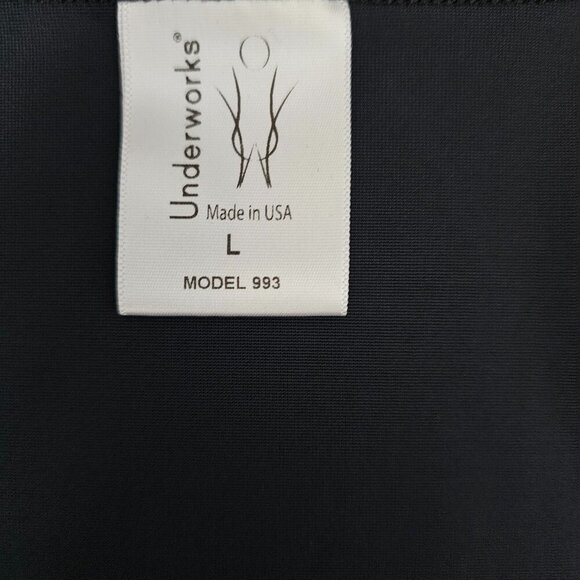 Underworks®
Made in USA
L
MODEL 993